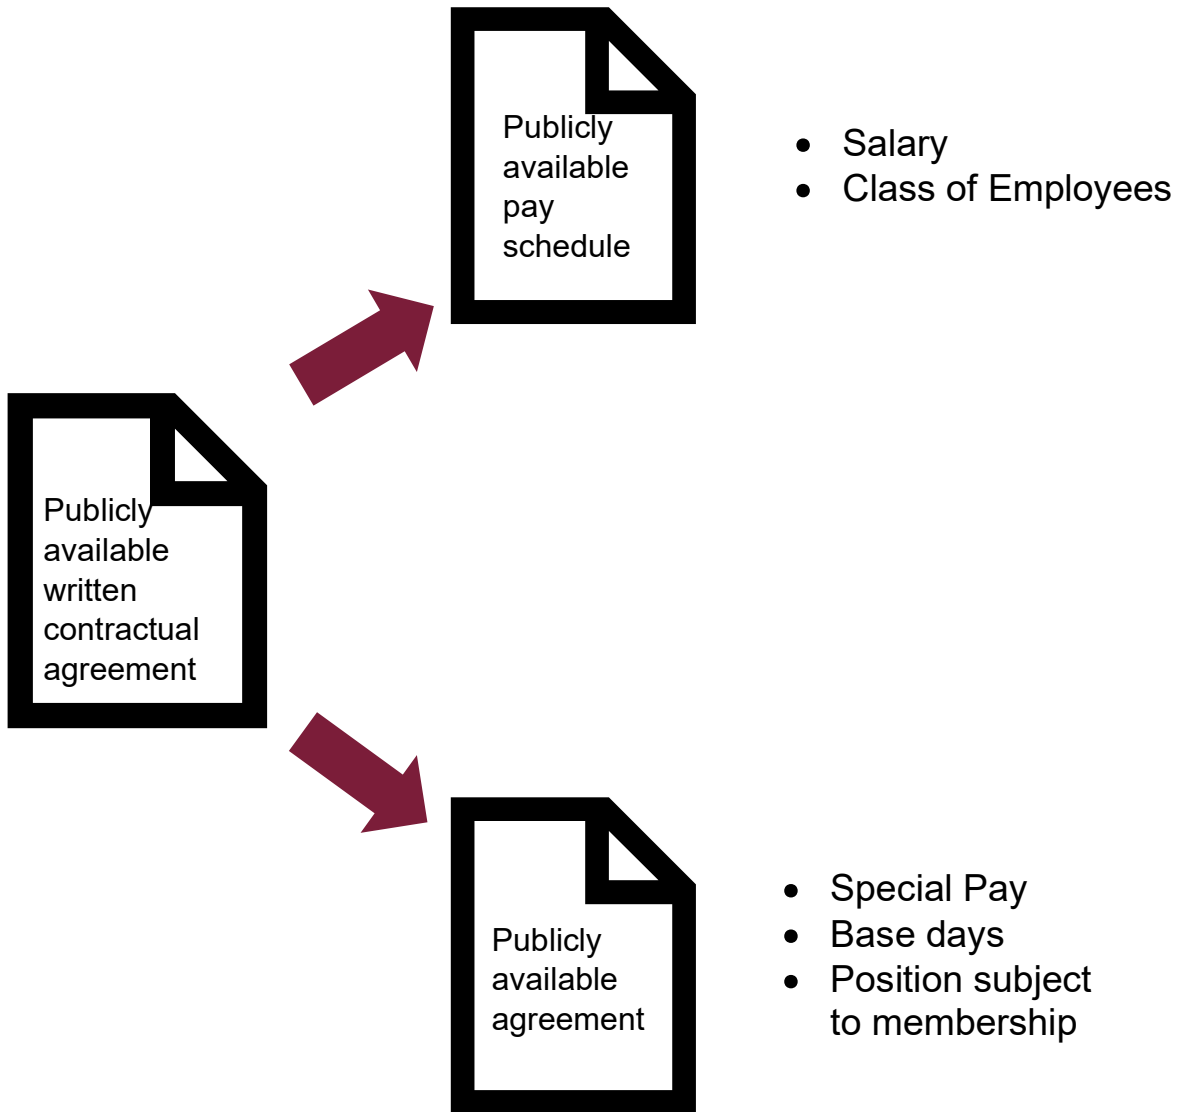 Publicly
available
pay
schedule
• Salary
• Class of Employees
Publicly
available
written
contractual
agreement
Publicly
available
agreement
• Special Pay
• Base days
• Position subject
to membership